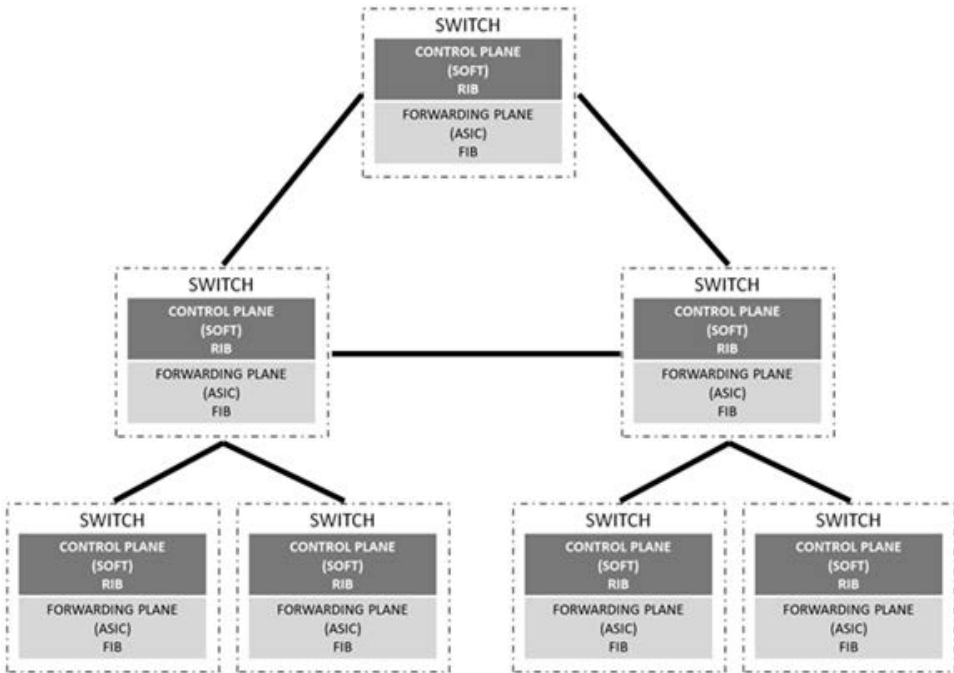 SWITCH
CONTROL PLANE
(SOFT)
RIB
FORWARDING PLANE
(ASIC)
FIB
SWITCH
CONTROL PLANE
(SOFT)
RIB
FORWARDING PLANE
(ASIC)
FIB
SWITCH
CONTROL PLANE
(SOFT)
RIB
FORWARDING PLANE
(ASIC)
FIB
SWITCH
CONTROL PLANE
(SOFT)
RIB
FORWARDING PLANE
(ASIC)
FIB
SWITCH
CONTROL PLANE
(SOFT)
RIB
FORWARDING PLANE
(ASIC)
FIB
SWITCH
CONTROL PLANE
(SOFT)
RIB
FORWARDING PLANE
(ASIC)
FIB
SWITCH
CONTROL PLANE
(SOFT)
RIB
FORWARDING PLANE
(ASIC)
FIB